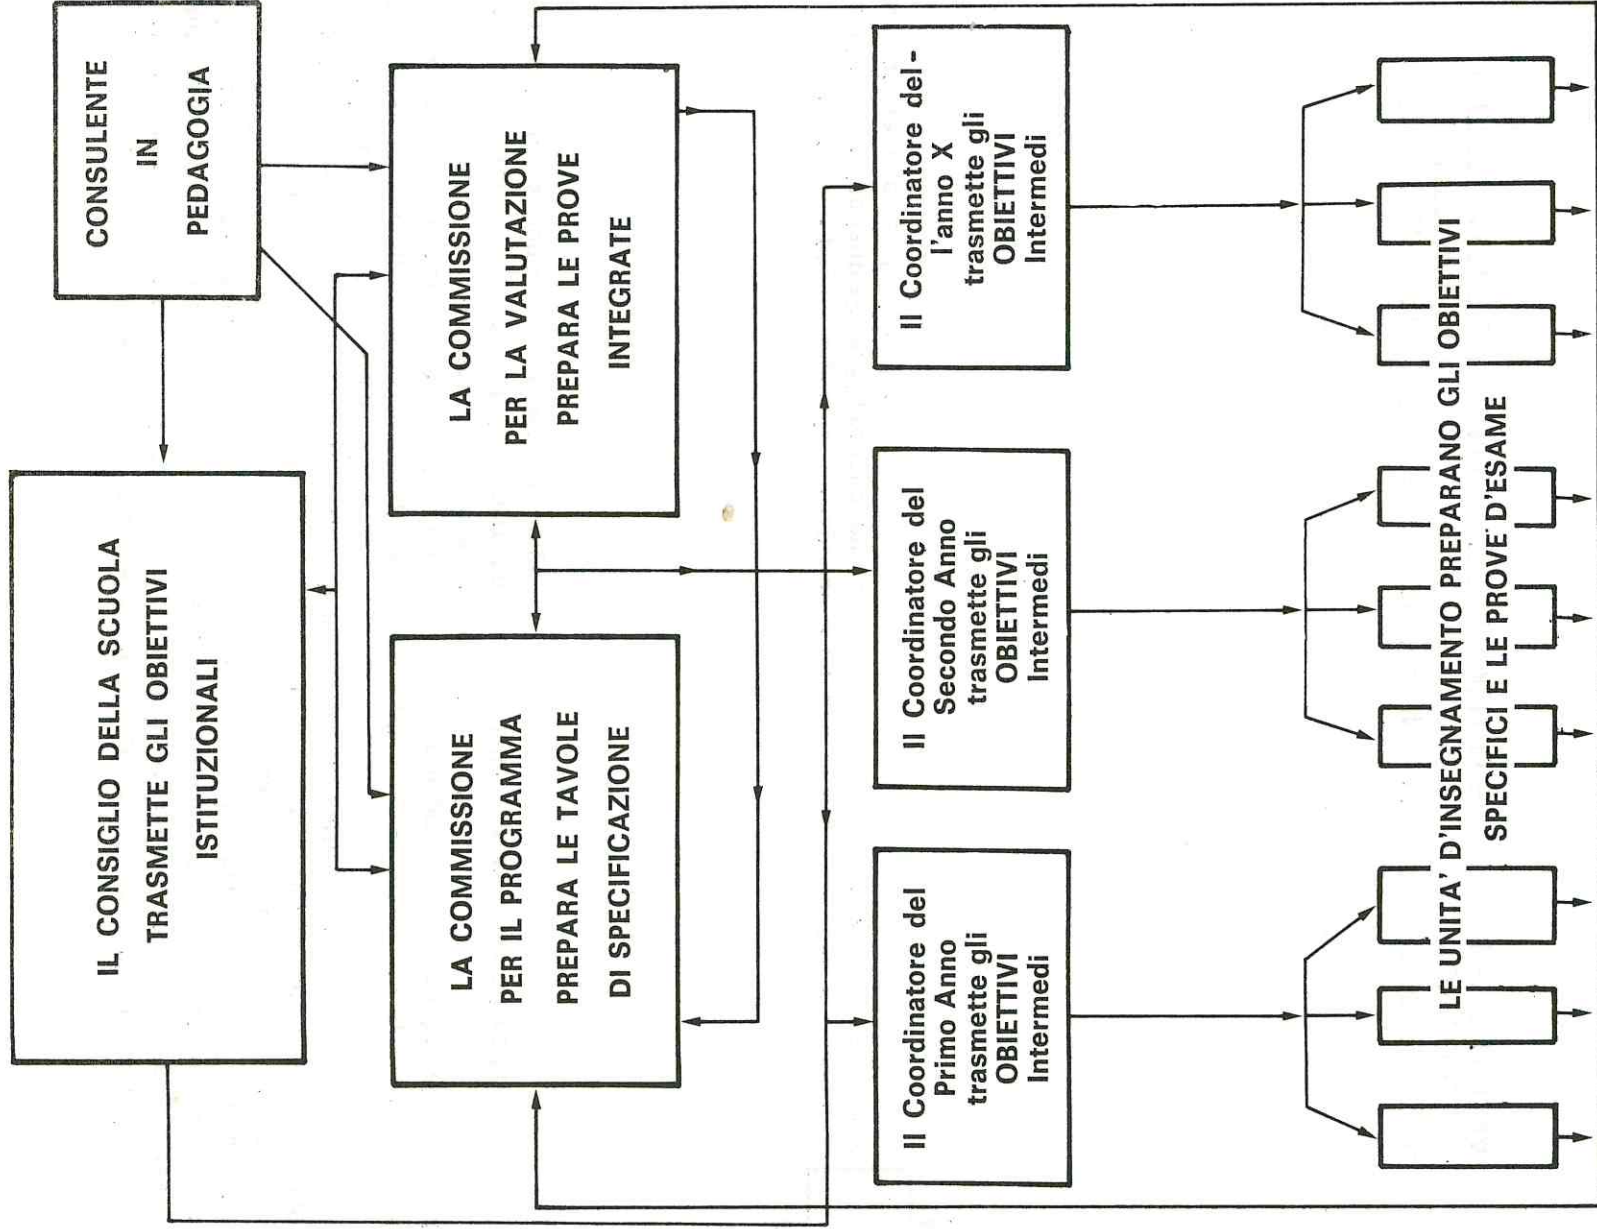 CONSULENTE
IN
PEDAGOGIA
IL CONSIGLIO DELLA SCUOLA
TRASMETTE GLI OBIETTIVI
ISTITUZIONALI
LA COMMISSIONE
PER IL PROGRAMMA
PREPARA LE TAVOLE
DI SPECIFICAZIONE
LA COMMISSIONE
PER LA VALUTAZIONE
PREPARA LE PROVE
INTEGRATE
Il Coordinatore del
Primo Anno
trasmette gli
OBIETTIVI
Intermedi
Il Coordinatore del
Secondo Anno
trasmette gli
OBIETTIVI
Intermedi
Il Coordinatore del-
l'anno X
trasmette gli
OBIETTIVI
Intermedi
LE UNITA' D'INSEGNAMENTO PREPARANO GLI OBIETTIVI
SPECIFICI E LE PROVE D'ESAME